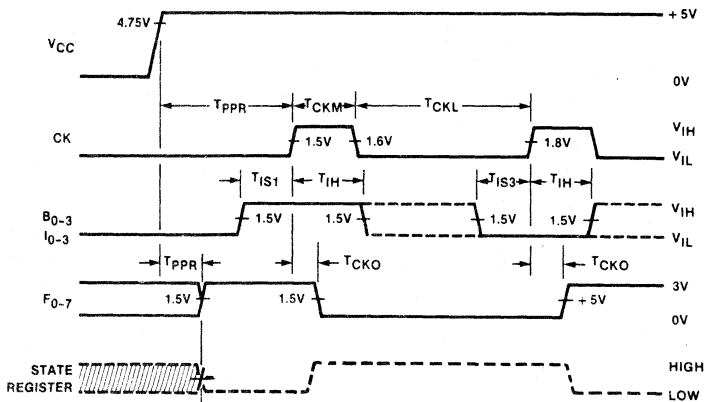 +5V
4.75V
VCC
0V
TPPR
TCKM
TCKL
VIH
CK
1.5V
1.6V
1.8V
VIL
TIS1
TIH
TIS3
TIH
B0-3
I0-3
1.5V
1.5V
1.5V
1.5V
VIH
VIL
TPPR
TCKO
TCKO
3V
F0-7
1.5V
1.5V
+5V
0V
STATE
REGISTER
HIGH
LOW